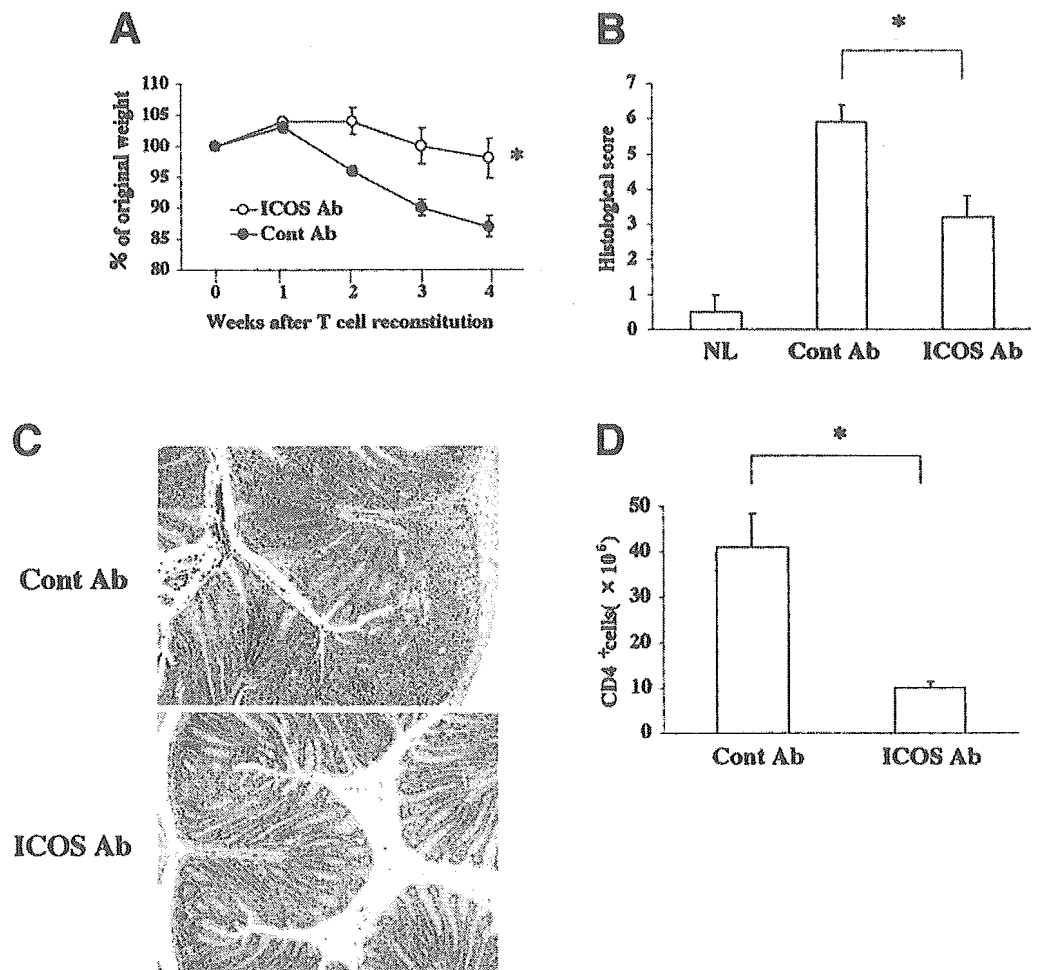 A
110
105
100
95
90
85
80
% of original weight
*
ICOS Ab
Cont Ab
0 1 2 3 4
Weeks after T cell reconstitution
B
*
7
6
5
4
3
2
1
0
Histological score
NL Cont Ab ICOS Ab
C
Cont Ab
ICOS Ab
D
*
50
40
30
20
10
0
CD4 +cells( × 10⁶)
Cont Ab ICOS Ab